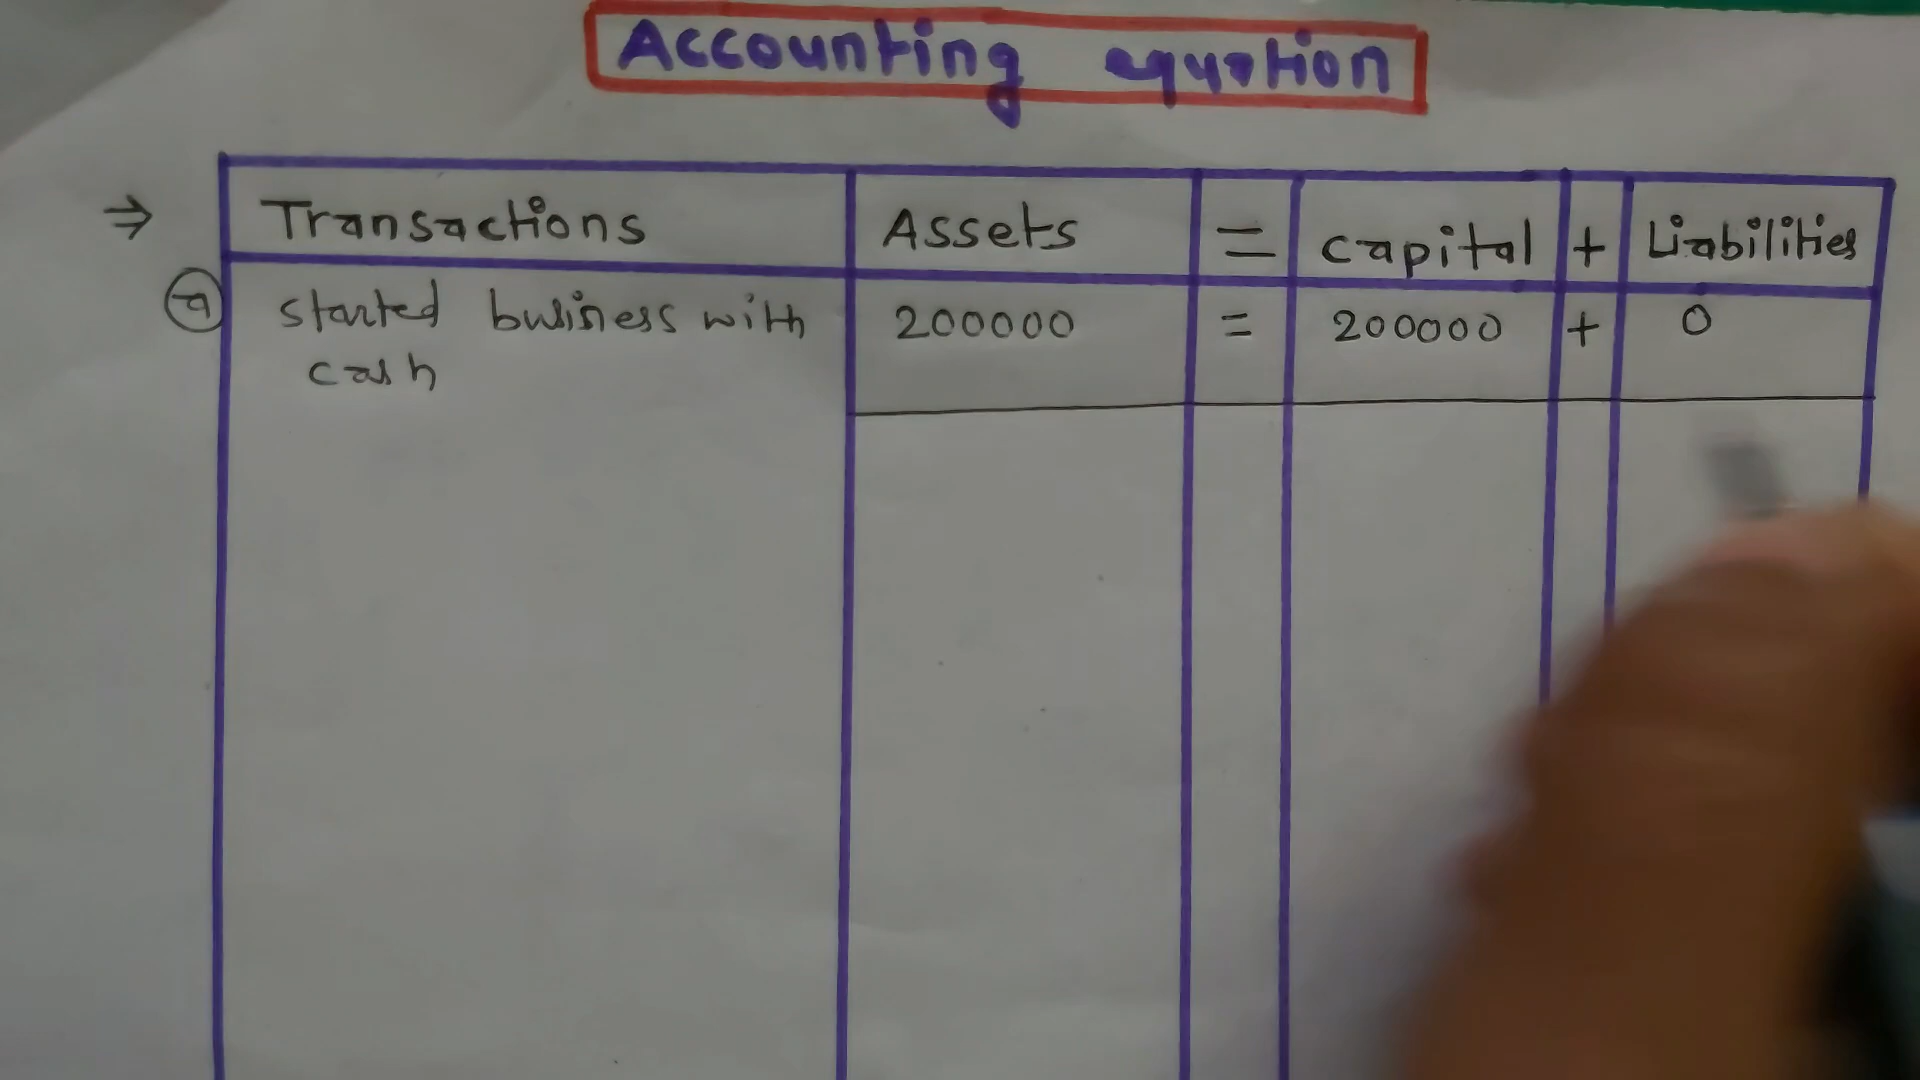 Accounting equation
⇒ Transactions Assets = capital + Liabilities
(a) started business with 200000 = 200000 + 0
cash